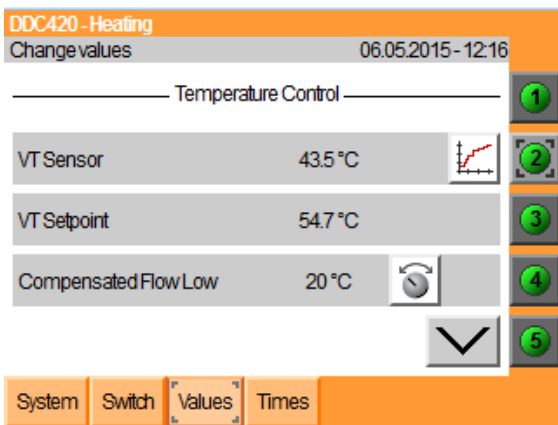 DDC420 - Heating
Change values 06.05.2015 - 12:16
Temperature Control
1
VT Sensor 43.5 °C
2
VT Setpoint 54.7 °C
3
Compensated Flow Low 20 °C
4
5
System Switch Values Times